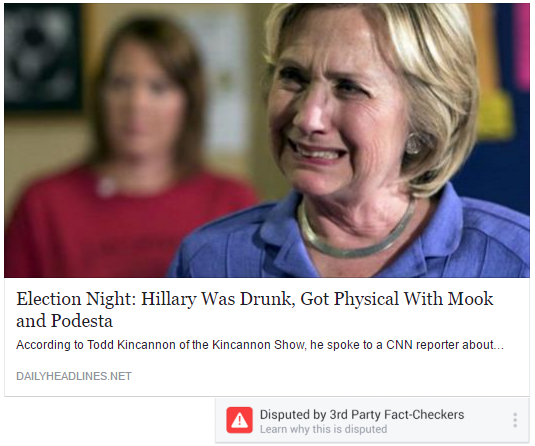 Election Night: Hillary Was Drunk, Got Physical With Mook
and Podesta
According to Todd Kincannon of the Kincannon Show, he spoke to a CNN reporter about...
DAILYHEADLINES.NET
Disputed by 3rd Party Fact-Checkers
Learn why this is disputed